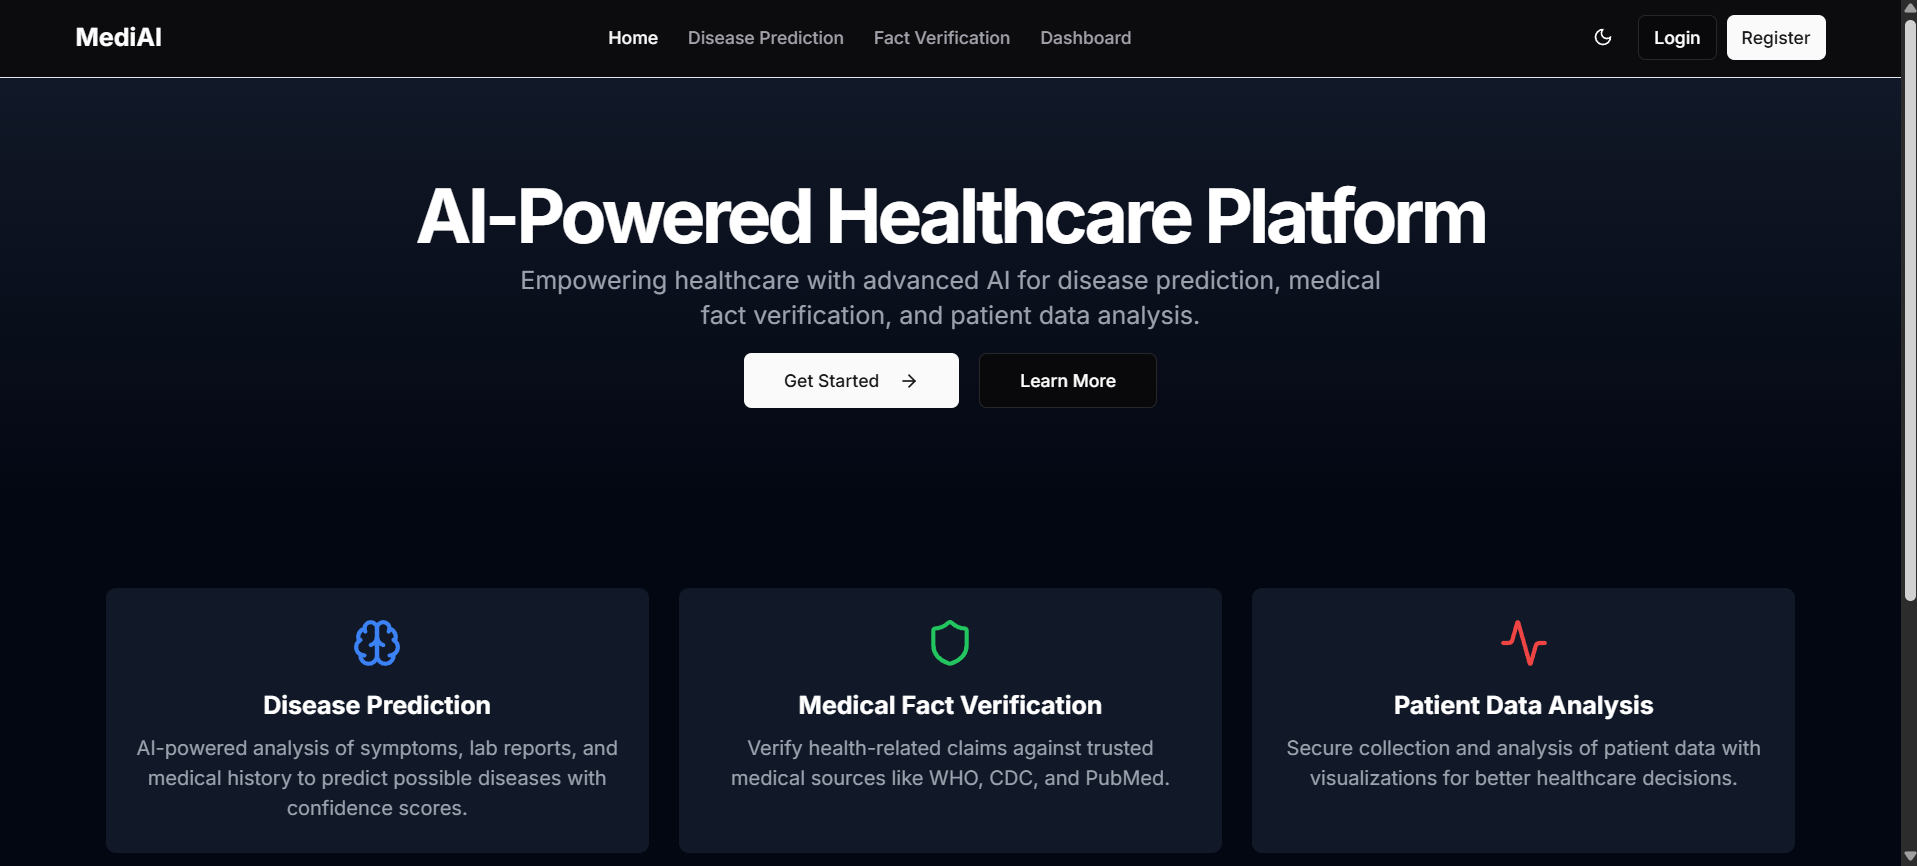 MediAI
Home
Disease Prediction
Fact Verification
Dashboard
Login
Register
AI-Powered Healthcare Platform
Empowering healthcare with advanced AI for disease prediction, medical
fact verification, and patient data analysis.
Get Started
Learn More
Disease Prediction
AI-powered analysis of symptoms, lab reports, and
medical history to predict possible diseases with
confidence scores.
Medical Fact Verification
Verify health-related claims against trusted
medical sources like WHO, CDC, and PubMed.
Patient Data Analysis
Secure collection and analysis of patient data with
visualizations for better healthcare decisions.